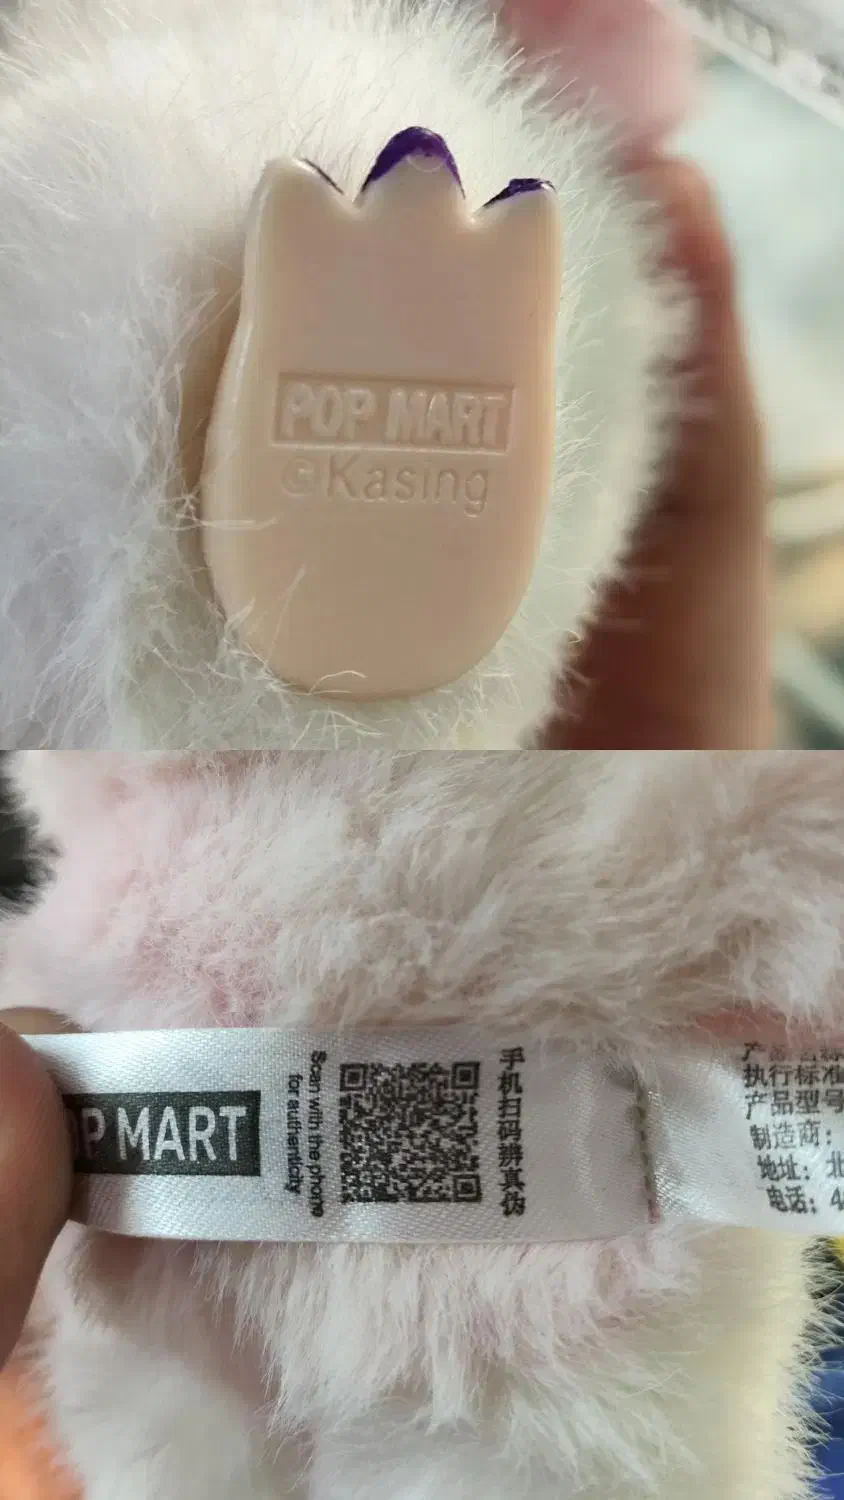 POP MART
©Kasing
P MART
Scan with the phone
for authenticity
手机扫码辨真伪
执行标准
产品型号
制造商：
地址：北
电话：4